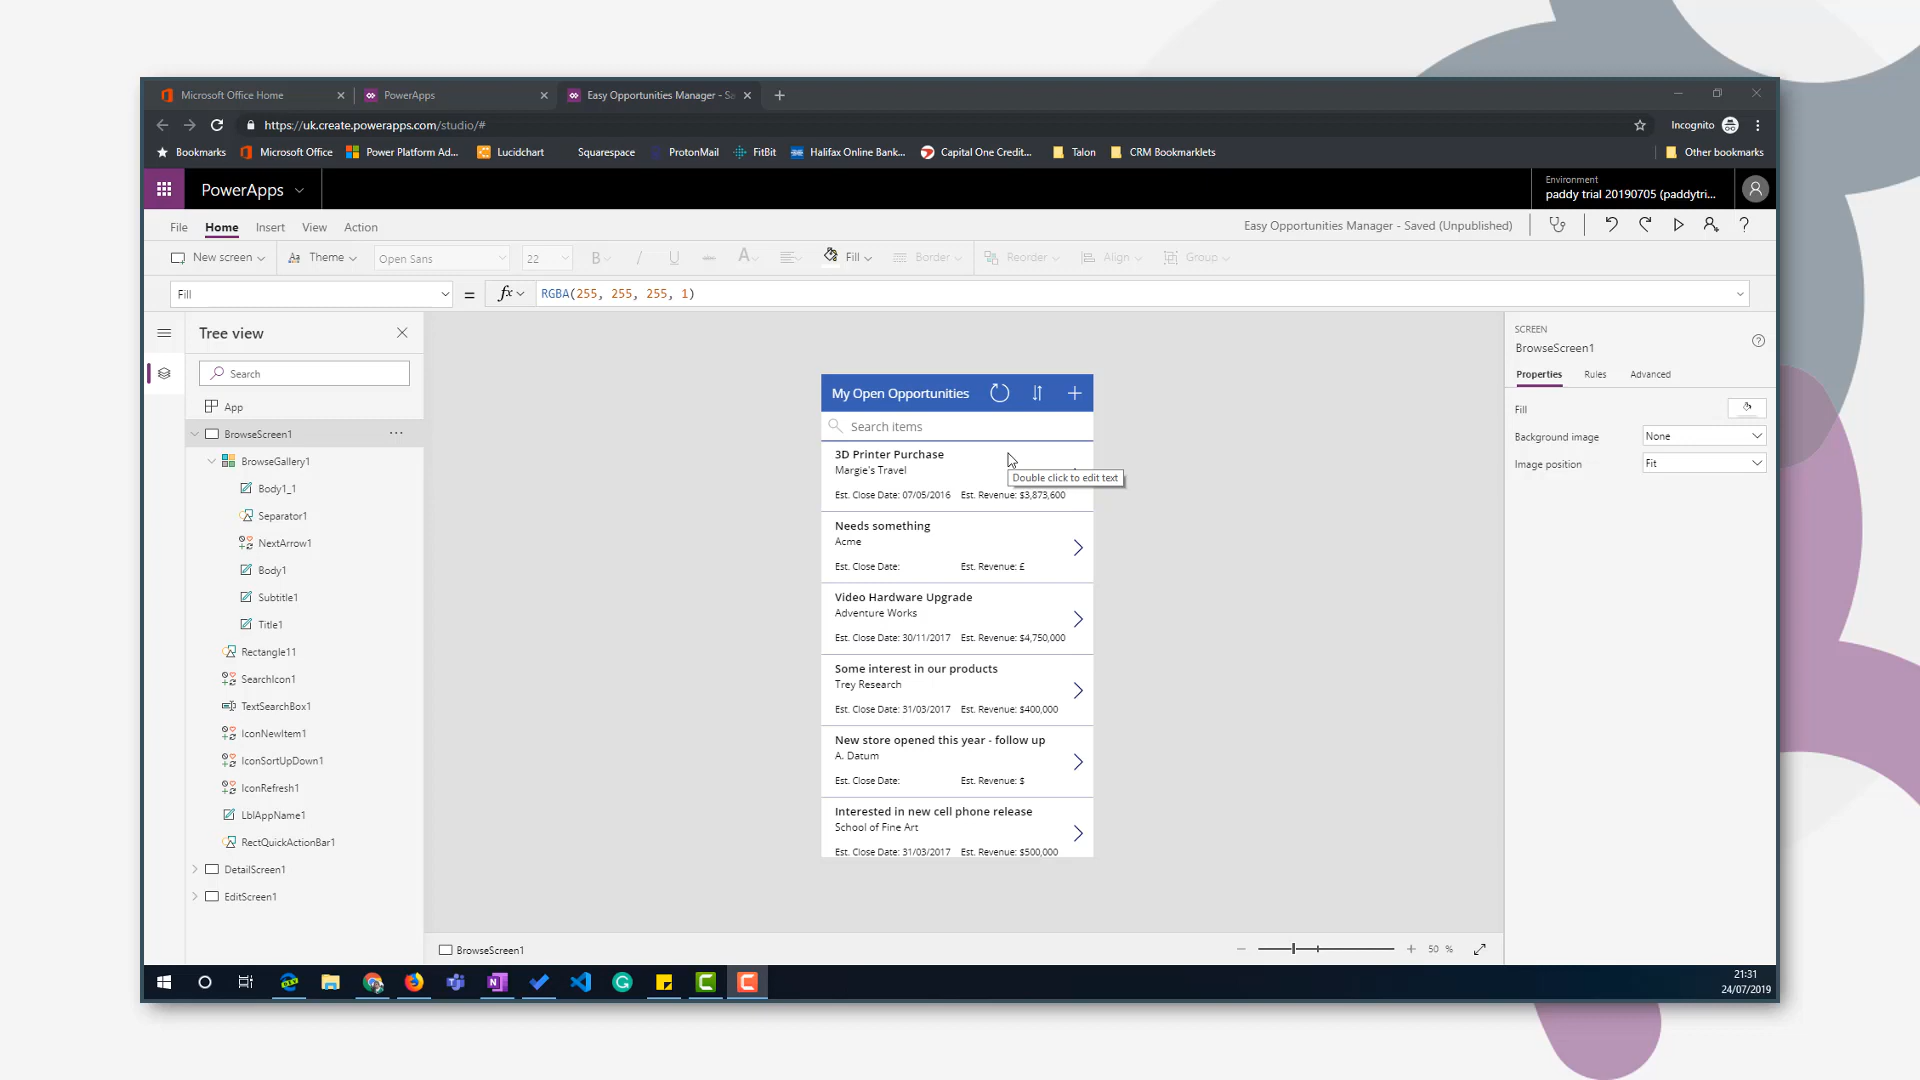 Microsoft Office Home
PowerApps
Easy Opportunities Manager - Sa
https://uk.create.powerapps.com/studio/#
Incognito
Bookmarks
Microsoft Office
Power Platform Ad...
Lucidchart
Squarespace
ProtonMail
FitBit
Halifax Online Bank...
Capital One Credit...
Talon
CRM Bookmarklets
Other bookmarks
PowerApps
Environment
paddy trial 20190705 (paddytri...
File Home Insert View Action
Easy Opportunities Manager - Saved (Unpublished)
New screen
Theme
Open Sans
22
B
/
U
abc
A
Fill
Border
Reorder
Align
Group
Fill
=
fx
RGBA(255, 255, 255, 1)
Tree view
Search
App
BrowseScreen1
BrowseGallery1
Body1_1
Separator1
NextArrow1
Body1
Subtitle1
Title1
Rectangle11
SearchIcon1
TextSearchBox1
IconNewItem1
IconSortUpDown1
IconRefresh1
LblAppName1
RectQuickActionBar1
DetailScreen1
EditScreen1
My Open Opportunities
Search items
3D Printer Purchase
Margie's Travel
Double click to edit text
Est. Close Date: 07/05/2016 Est. Revenue: $3,873,600
Needs something
Acme
Est. Close Date: Est. Revenue: £
Video Hardware Upgrade
Adventure Works
Est. Close Date: 30/11/2017 Est. Revenue: $4,750,000
Some interest in our products
Trey Research
Est. Close Date: 31/03/2017 Est. Revenue: $400,000
New store opened this year - follow up
A. Datum
Est. Close Date: Est. Revenue: $
Interested in new cell phone release
School of Fine Art
Est. Close Date: 31/03/2017 Est. Revenue: $500,000
SCREEN
BrowseScreen1
Properties Rules Advanced
Fill
Background image None
Image position Fit
BrowseScreen1
50 %
21:31
24/07/2019